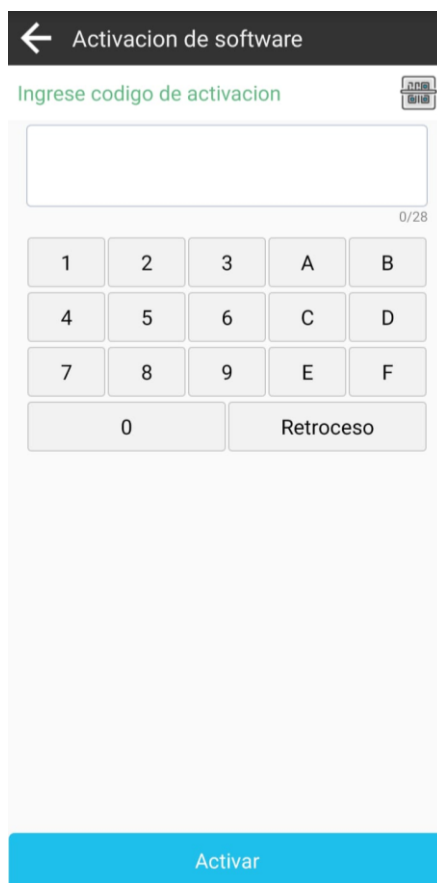 Activacion de software
Ingrese codigo de activacion
0/28
1 2 3 A B
4 5 6 C D
7 8 9 E F
0 Retroceso
Activar